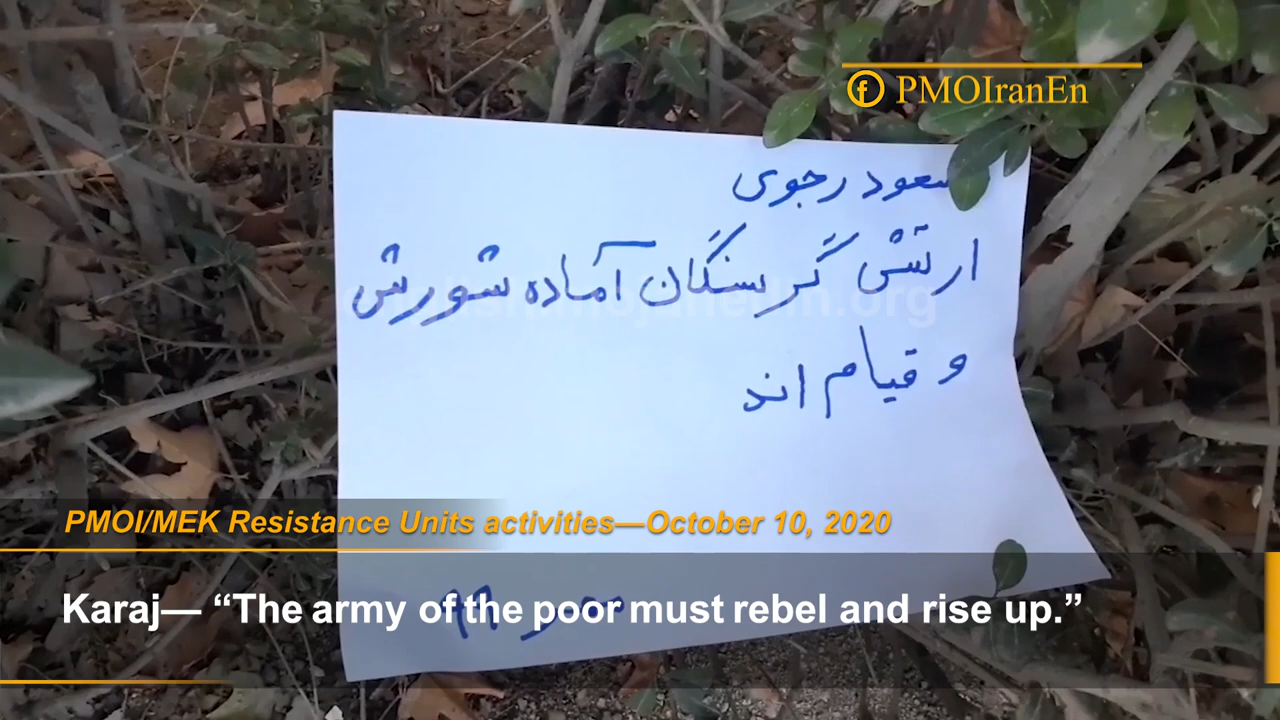 PMOIranEn
سعود رجوی
ارتش گرسنگان آماده شورش
و قیام اند
PMOI/MEK Resistance Units activities—October 10, 2020
Karaj— “The army of the poor must rebel and rise up.”